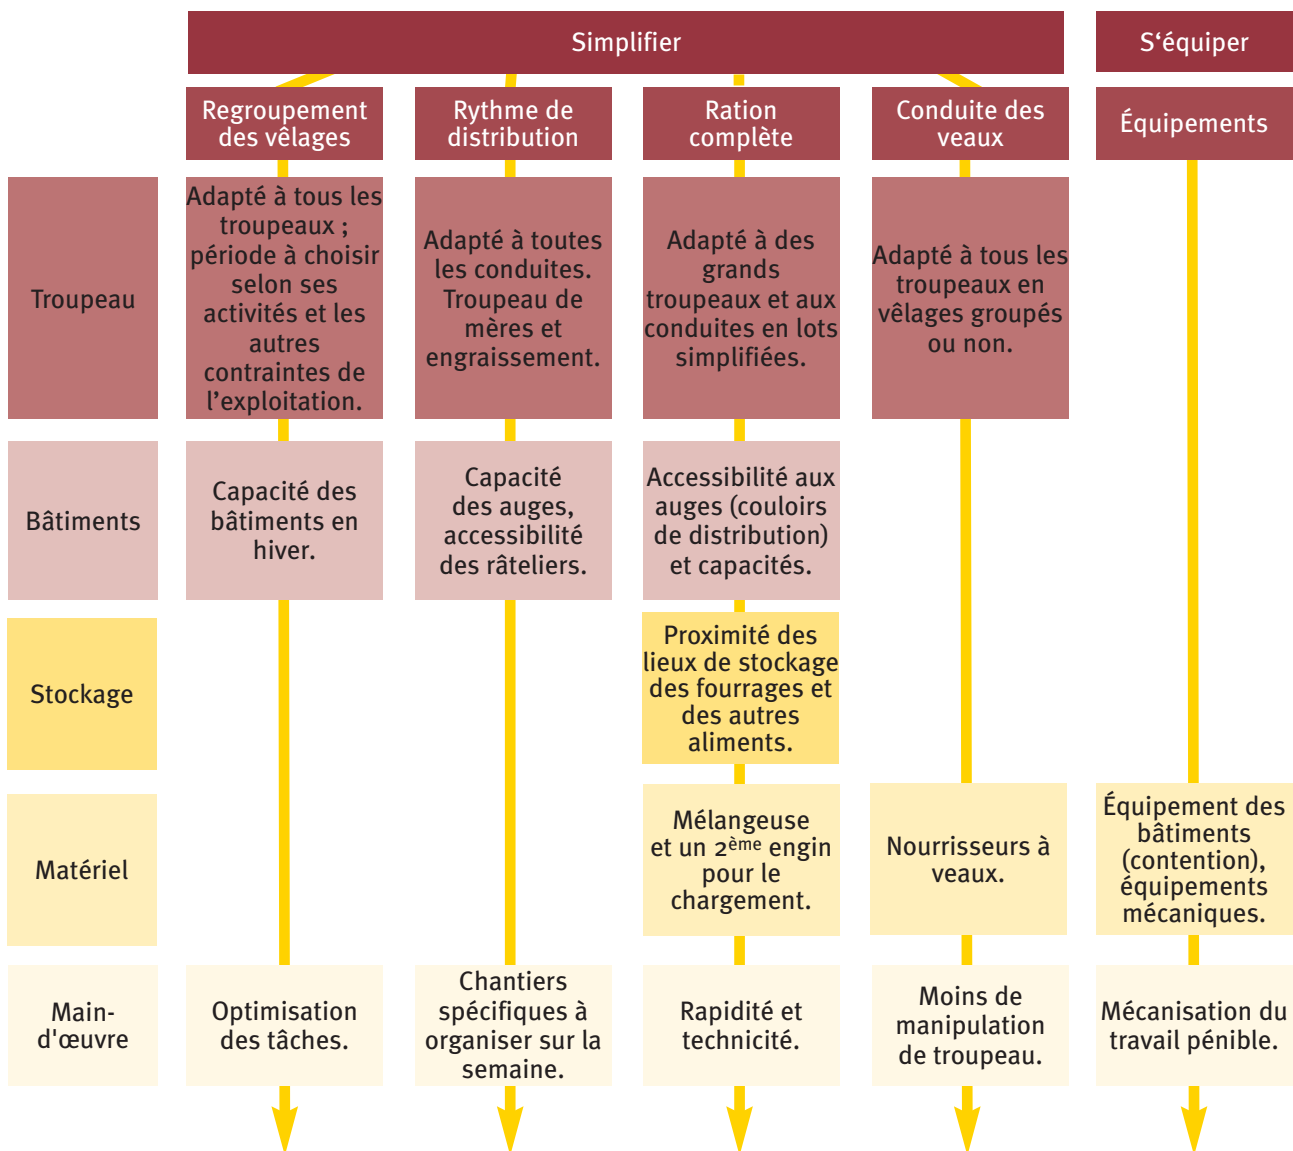 Simplifier
S‘équiper
Regroupement
des vêlages
Rythme de
distribution
Ration
complète
Conduite des
veaux
Équipements
Troupeau
Adapté à tous les
troupeaux ;
période à choisir
selon ses
activités et les
autres
contraintes de
l’exploitation.
Adapté à toutes
les conduites.
Troupeau de
mères et
engraissement.
Adapté à des
grands
troupeaux et aux
conduites en lots
simplifiées.
Adapté à tous les
troupeaux en
vêlages groupés
ou non.
Bâtiments
Capacité des
bâtiments en
hiver.
Capacité
des auges,
accessibilité
des râteliers.
Accessibilité aux
auges (couloirs
de distribution)
et capacités.
Stockage
Proximité des
lieux de stockage
des fourrages et
des autres
aliments.
Matériel
Mélangeuse
et un 2ème engin
pour le
chargement.
Nourrisseurs à
veaux.
Équipement des
bâtiments
(contention),
équipements
mécaniques.
Main-
d'œuvre
Optimisation
des tâches.
Chantiers
spécifiques à
organiser sur la
semaine.
Rapidité et
technicité.
Moins de
manipulation
de troupeau.
Mécanisation du
travail pénible.